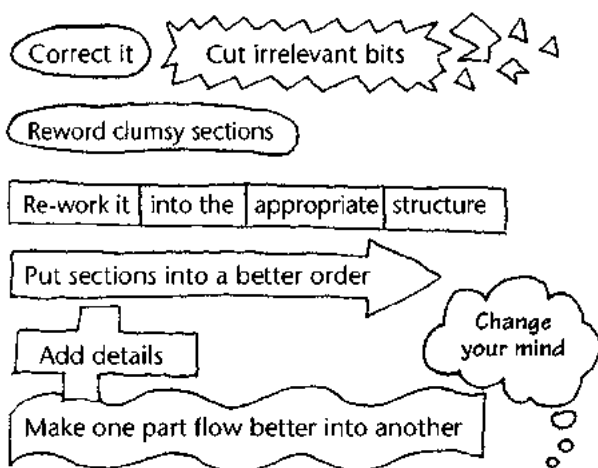 Correct it
Cut irrelevant bits
Reword clumsy sections
Re-work it into the appropriate structure
Put sections into a better order
Change
your mind
Add details
Make one part flow better into another